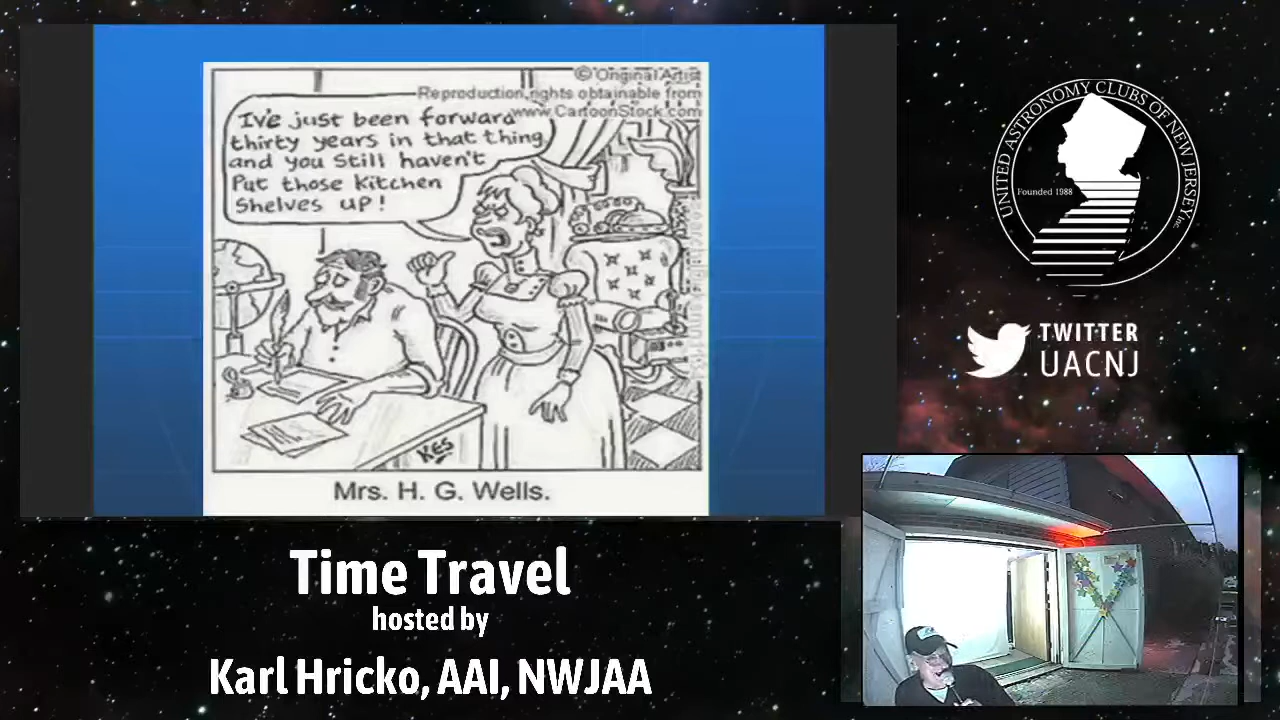 © Original Artist
Reproduction rights obtainable from
www.CartoonStock.com
I've just been forward
thirty years in that thing
and you still haven't
Put those Kitchen
Shelves up!
KES
Mrs. H. G. Wells.
UNITED ASTRONOMY CLUBS OF NEW JERSEY Inc.
Founded 1988
TWITTER
UACNJ
Time Travel
hosted by
Karl Hricko, AAI, NWJAA